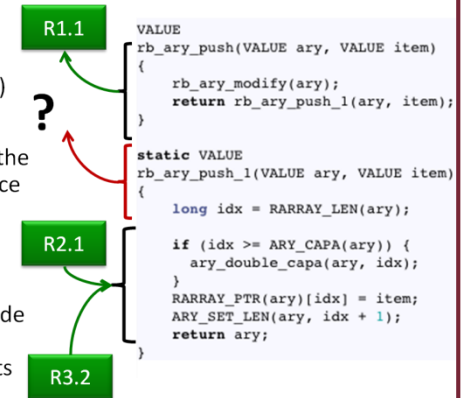 R1.1
VALUE
rb_ary_push(VALUE ary, VALUE item)
{
rb_ary_modify(ary);
return rb_ary_push_1(ary, item);
}
)
?
the
ce
static VALUE
rb_ary_push_1(VALUE ary, VALUE item)
{
long idx = RARRAY_LEN(ary);
R2.1
if (idx >= ARY_CAPA(ary)) {
ary_double_capa(ary, idx);
}
RARRAY_PTR(ary)[idx] = item;
ARY_SET_LEN(ary, idx + 1);
return ary;
}
de
ts
R3.2